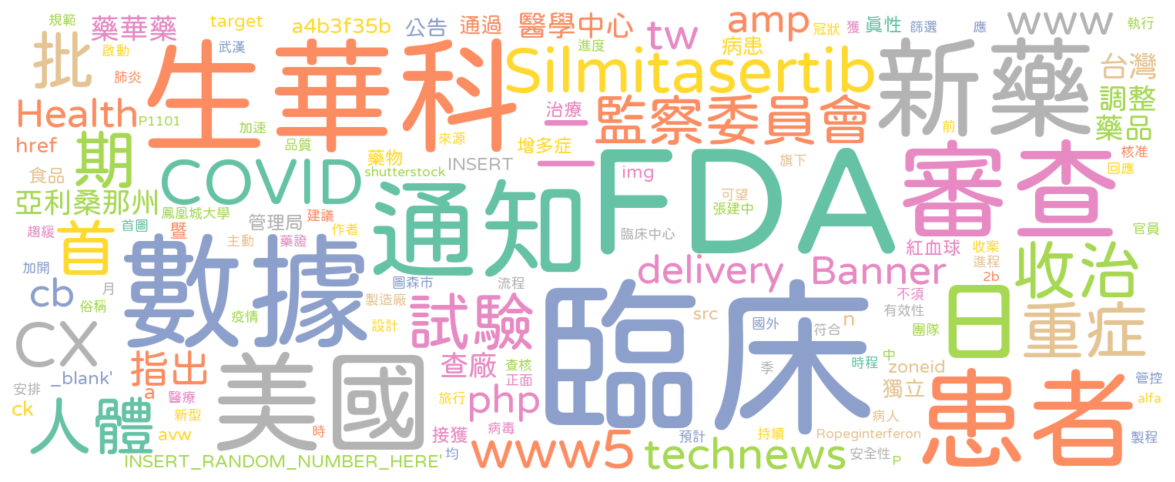 規範
藥華藥
target
a4b3f35b
公告
通過
醫學中心
tw
amp
冠狀
獲
真性
篩選
應
www
執行
啟動
武漢
批
生華科
Silmitasertib
進度
病患
新藥
台灣
肺炎
Health
P1101
加速
治療
監察委員會
調整
藥品
href
期
品質
來源
增多症
一
前
核准
食品
COVID
藥物
shutterstock
INSERT
FDA
img
旗下
審查
回應
亞利桑那州
鳳凰城大學
通知
可望
張建中
管理局
建議
首圖
作者
趨緩
首
暨
主動
藥證
臨床中心
紅血球
收案
官員
加開
數據
圖森市
流程
delivery
Banner
進程
2b
收治
cb
月
俗稱
疫情
製造廠
設計
試驗
臨床
src
國外
不須
有效性
日
重症
CX
符合
n
團隊
安排
_blank'
指出
美國
查廠
查核
正面
季
時程
中
zoneid
患者
管控
ck
a
醫療
新型
旅行
php
獨立
alfa
人體
avw
時
接獲
病毒
預計
持續
病人
Ropeginterferon
製程
INSERT_RANDOM_NUMBER_HERE'
均
www5
technews
安全性
P